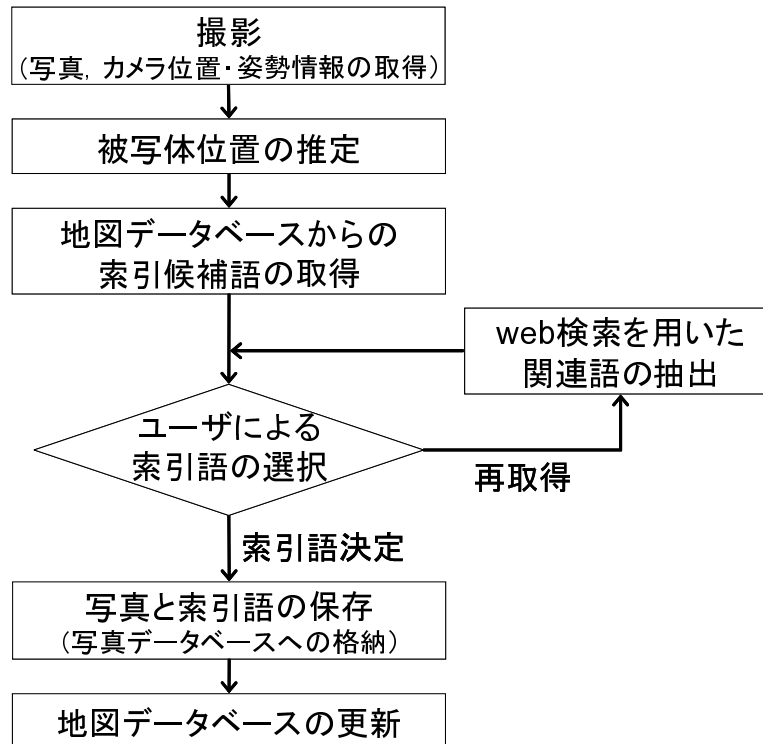 撮影
(写真, カメラ位置・姿勢情報の取得)
被写体位置の推定
地図データベースからの
索引候補語の取得
web検索を用いた
関連語の抽出
ユーザによる
索引語の選択
再取得
索引語決定
写真と索引語の保存
(写真データベースへの格納)
地図データベースの更新